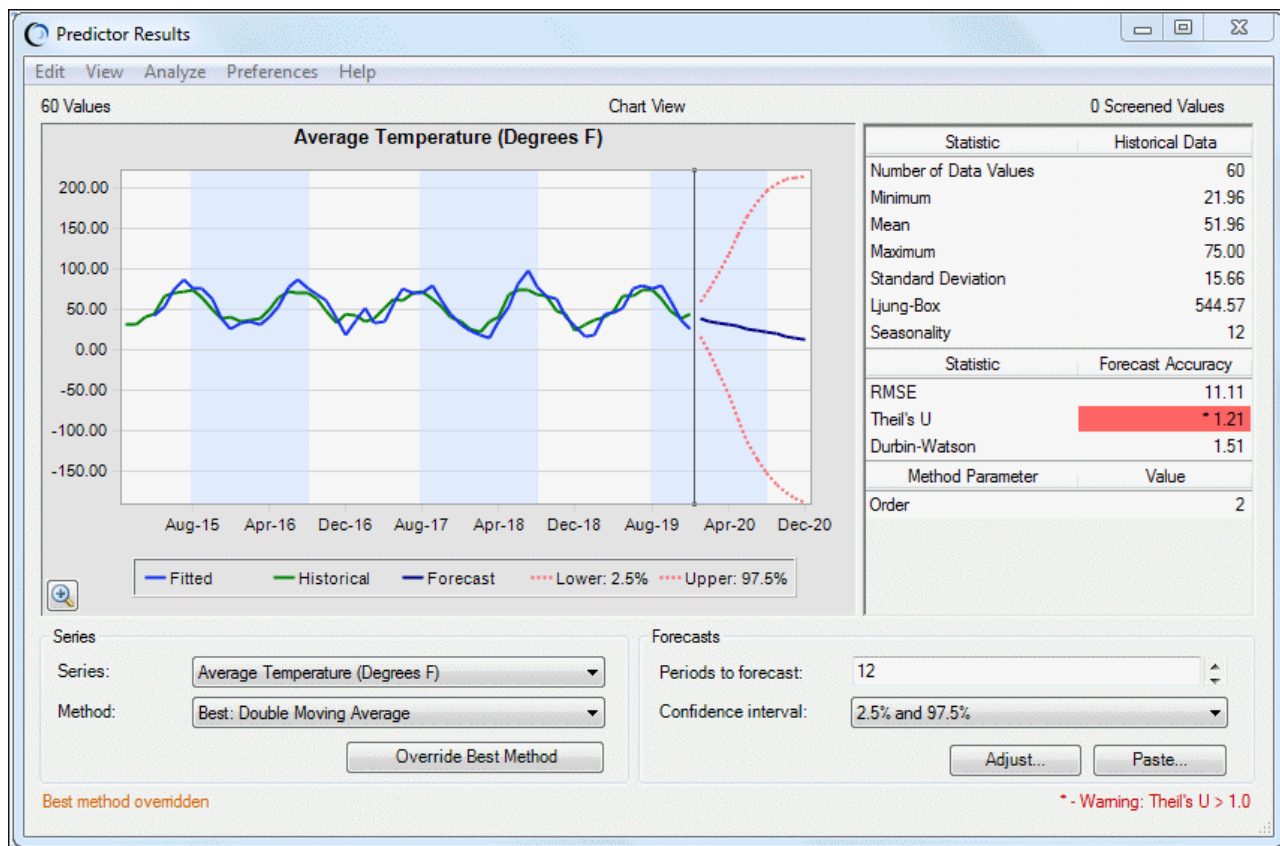 Predictor Results
Edit View Analyze Preferences Help
60 Values Chart View 0 Screened Values
Average Temperature (Degrees F)
200.00
150.00
100.00
50.00
0.00
-50.00
-100.00
-150.00
Aug-15 Apr-16 Dec-16 Aug-17 Apr-18 Dec-18 Aug-19 Apr-20 Dec-20
Fitted Historical Forecast Lower: 2.5% Upper: 97.5%
Statistic Historical Data
Number of Data Values 60
Minimum 21.96
Mean 51.96
Maximum 75.00
Standard Deviation 15.66
Ljung-Box 544.57
Seasonality 12
Statistic Forecast Accuracy
RMSE 11.11
Theil's U * 1.21
Durbin-Watson 1.51
Method Parameter Value
Order 2
Series
Series: Average Temperature (Degrees F)
Method: Best: Double Moving Average
Override Best Method
Forecasts
Periods to forecast: 12
Confidence interval: 2.5% and 97.5%
Adjust... Paste...
Best method overridden
* - Warning: Theil's U > 1.0